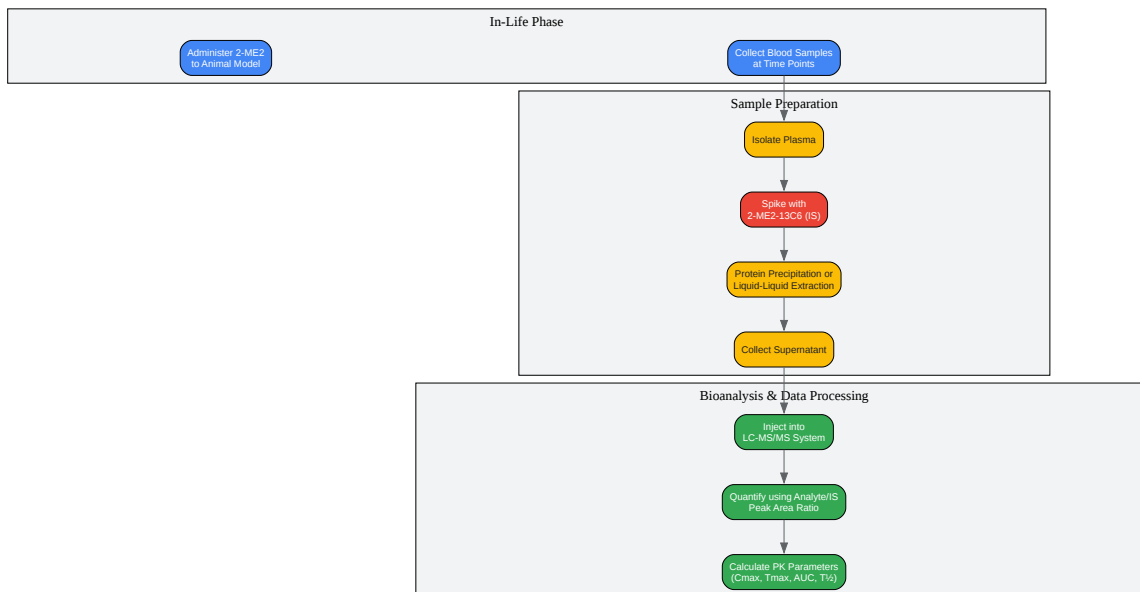 In-Life Phase
Administer 2-ME2
to Animal Model
Collect Blood Samples
at Time Points
Sample Preparation
Isolate Plasma
Spike with
2-ME2-13C6 (IS)
Protein Precipitation or
Liquid-Liquid Extraction
Collect Supernatant
Bioanalysis & Data Processing
Inject into
LC-MS/MS System
Quantify using Analyte/IS
Peak Area Ratio
Calculate PK Parameters
(Cmax, Tmax, AUC, T½)